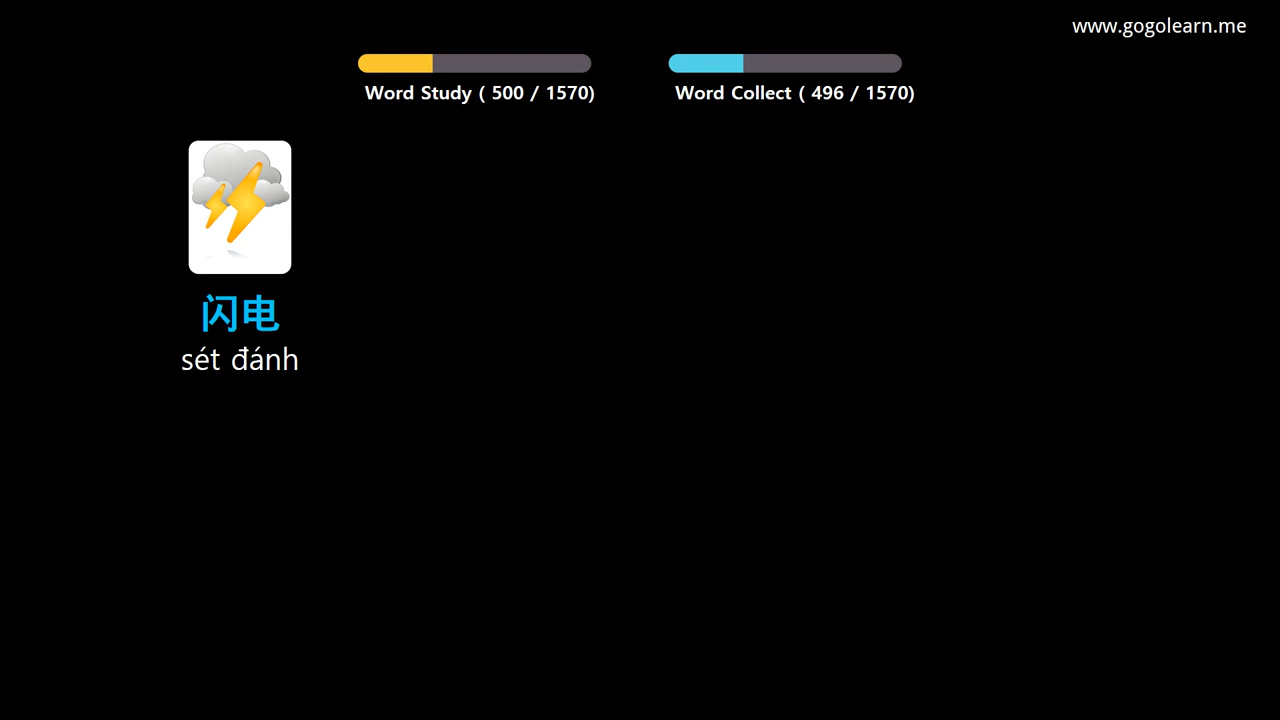 www.gogolearn.me
Word Study ( 500 / 1570)
Word Collect ( 496 / 1570)
闪电
sét đánh